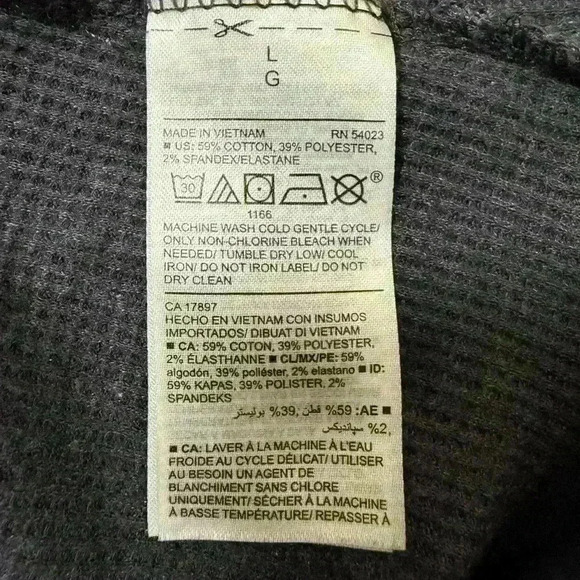 L
G
MADE IN VIETNAM RN 54023
■ US: 59% COTTON, 39% POLYESTER,
2% SPANDEX/ELASTANE
30 ®
1166
MACHINE WASH COLD GENTLE CYCLE/
ONLY NON-CHLORINE BLEACH WHEN
NEEDED/ TUMBLE DRY LOW/ COOL
IRON/ DO NOT IRON LABEL/ DO NOT
DRY CLEAN
CA 17897
HECHO EN VIETNAM CON INSUMOS
IMPORTADOS/ DIBUAT DI VIETNAM
■ CA: 59% COTON, 39% POLYESTER,
2% ÉLASTHANNE ■ CL/MX/PE: 59%
algodón, 39% poliéster, 2% elastano ■ ID:
59% KAPAS, 39% POLISTER, 2%
SPANDEKS
■ AE: 59% قطن, 39% بوليستر
2%, سپانديكس
■ CA: LAVER À LA MACHINE À L'EAU
FROIDE AU CYCLE DÉLICAT/ UTILISER
AU BESOIN UN AGENT DE
BLANCHIMENT SANS CHLORE
UNIQUEMENT/ SÉCHER À LA MACHINE
À BASSE TEMPÉRATURE/ REPASSER À